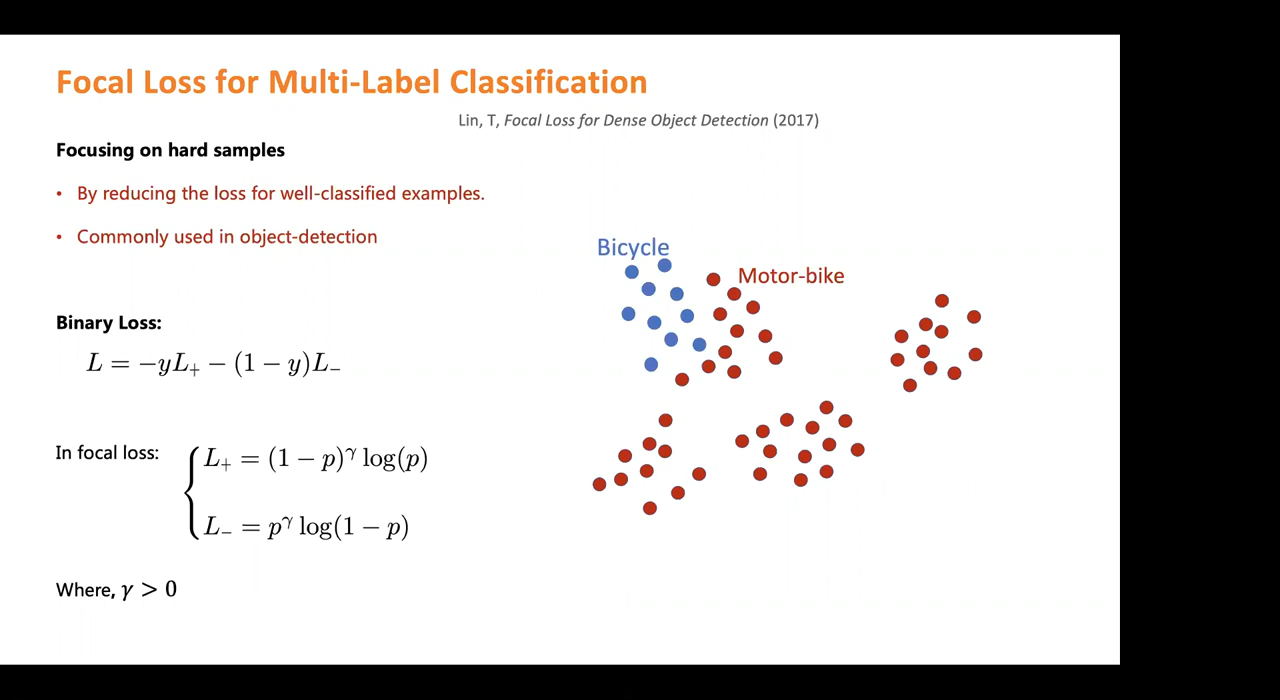 Focal Loss for Multi-Label Classification
Lin, T, Focal Loss for Dense Object Detection (2017)
Focusing on hard samples
• By reducing the loss for well-classified examples.
• Commonly used in object-detection
Bicycle
Motor-bike
Binary Loss:
L = −yL₊ − (1 − y)L₋
In focal loss:
L₊ = (1 − p)^γ log(p)
L₋ = p^γ log(1 − p)
Where, γ > 0